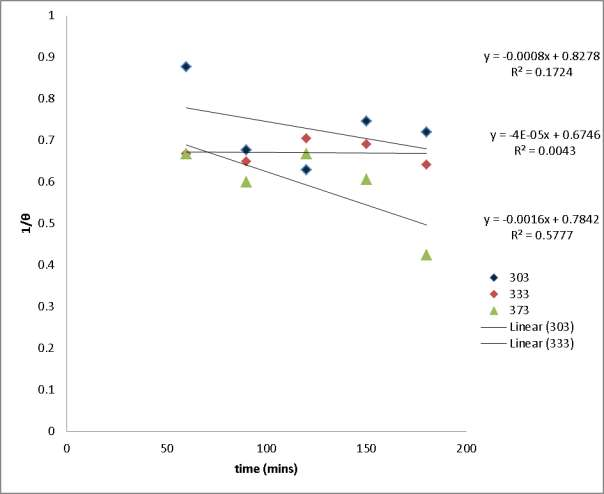 1
0.9
0.8
0.7
0.6
0.5
0.4
0.3
0.2
0.1
0
1/θ
0 50 100 150 200
time (mins)
y = -0.0008x + 0.8278
R² = 0.1724
y = -4E-05x + 0.6746
R² = 0.0043
y = -0.0016x + 0.7842
R² = 0.5777
303
333
373
Linear (303)
Linear (333)